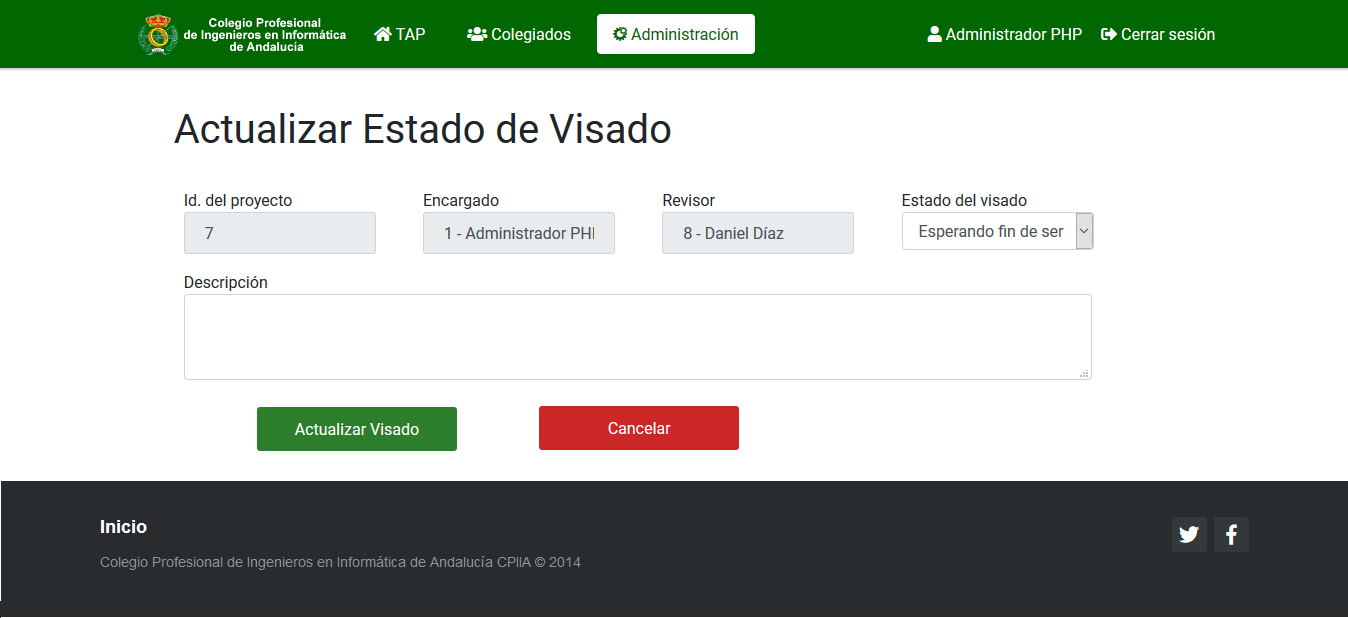 Colegio Profesional
de Ingenieros en Informática
de Andalucía
TAP
Colegiados
Administración
Administrador PHP
Cerrar sesión
Actualizar Estado de Visado
Id. del proyecto
Encargado
Revisor
Estado del visado
7
1 - Administrador PHP
8 - Daniel Díaz
Esperando fin de ser
Descripción
Actualizar Visado
Cancelar
Inicio
Colegio Profesional de Ingenieros en Informática de Andalucía CPIIA © 2014